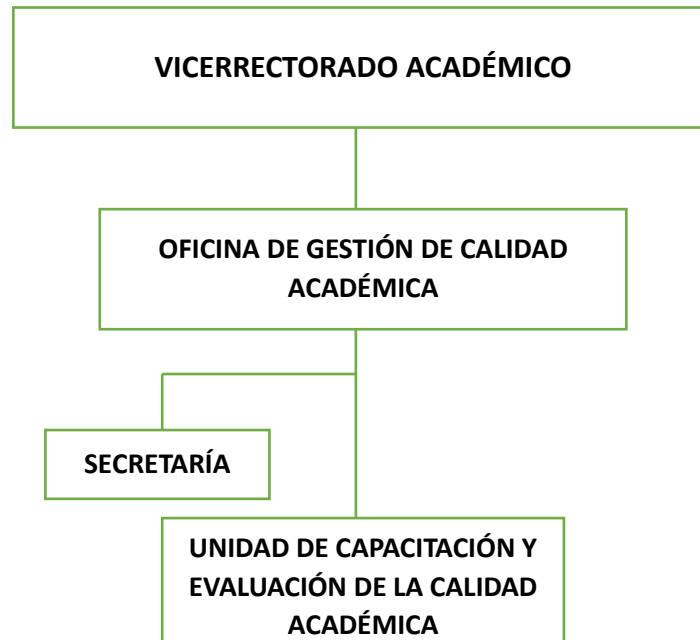 VICERRECTORADO ACADÉMICO
OFICINA DE GESTIÓN DE CALIDAD
ACADÉMICA
SECRETARÍA
UNIDAD DE CAPACITACIÓN Y
EVALUACIÓN DE LA CALIDAD
ACADÉMICA